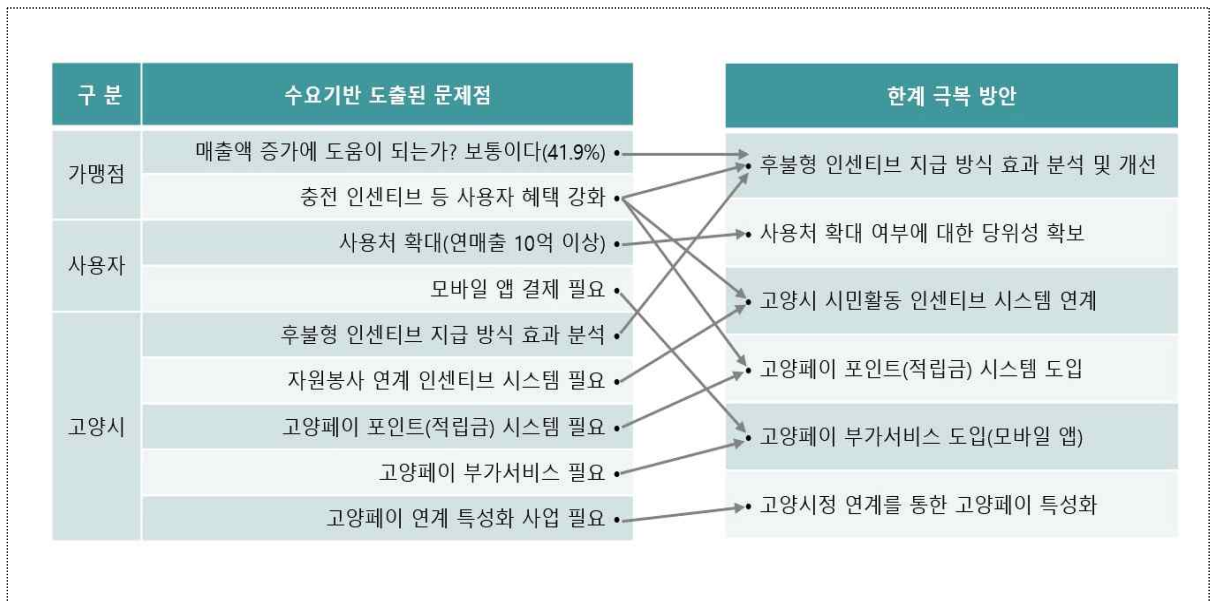 구 분
수요기반 도출된 문제점
가맹점
매출액 증가에 도움이 되는가? 보통이다(41.9%) •
충전 인센티브 등 사용자 혜택 강화 •
사용자
사용처 확대(연매출 10억 이상) •
모바일 앱 결제 필요 •
고양시
후불형 인센티브 지급 방식 효과 분석 •
자원봉사 연계 인센티브 시스템 필요 •
고양페이 포인트(적립금) 시스템 필요 •
고양페이 부가서비스 필요 •
고양페이 연계 특성화 사업 필요 •
한계 극복 방안
• 후불형 인센티브 지급 방식 효과 분석 및 개선
• 사용처 확대 여부에 대한 당위성 확보
• 고양시 시민활동 인센티브 시스템 연계
• 고양페이 포인트(적립금) 시스템 도입
• 고양페이 부가서비스 도입(모바일 앱)
• 고양시정 연계를 통한 고양페이 특성화